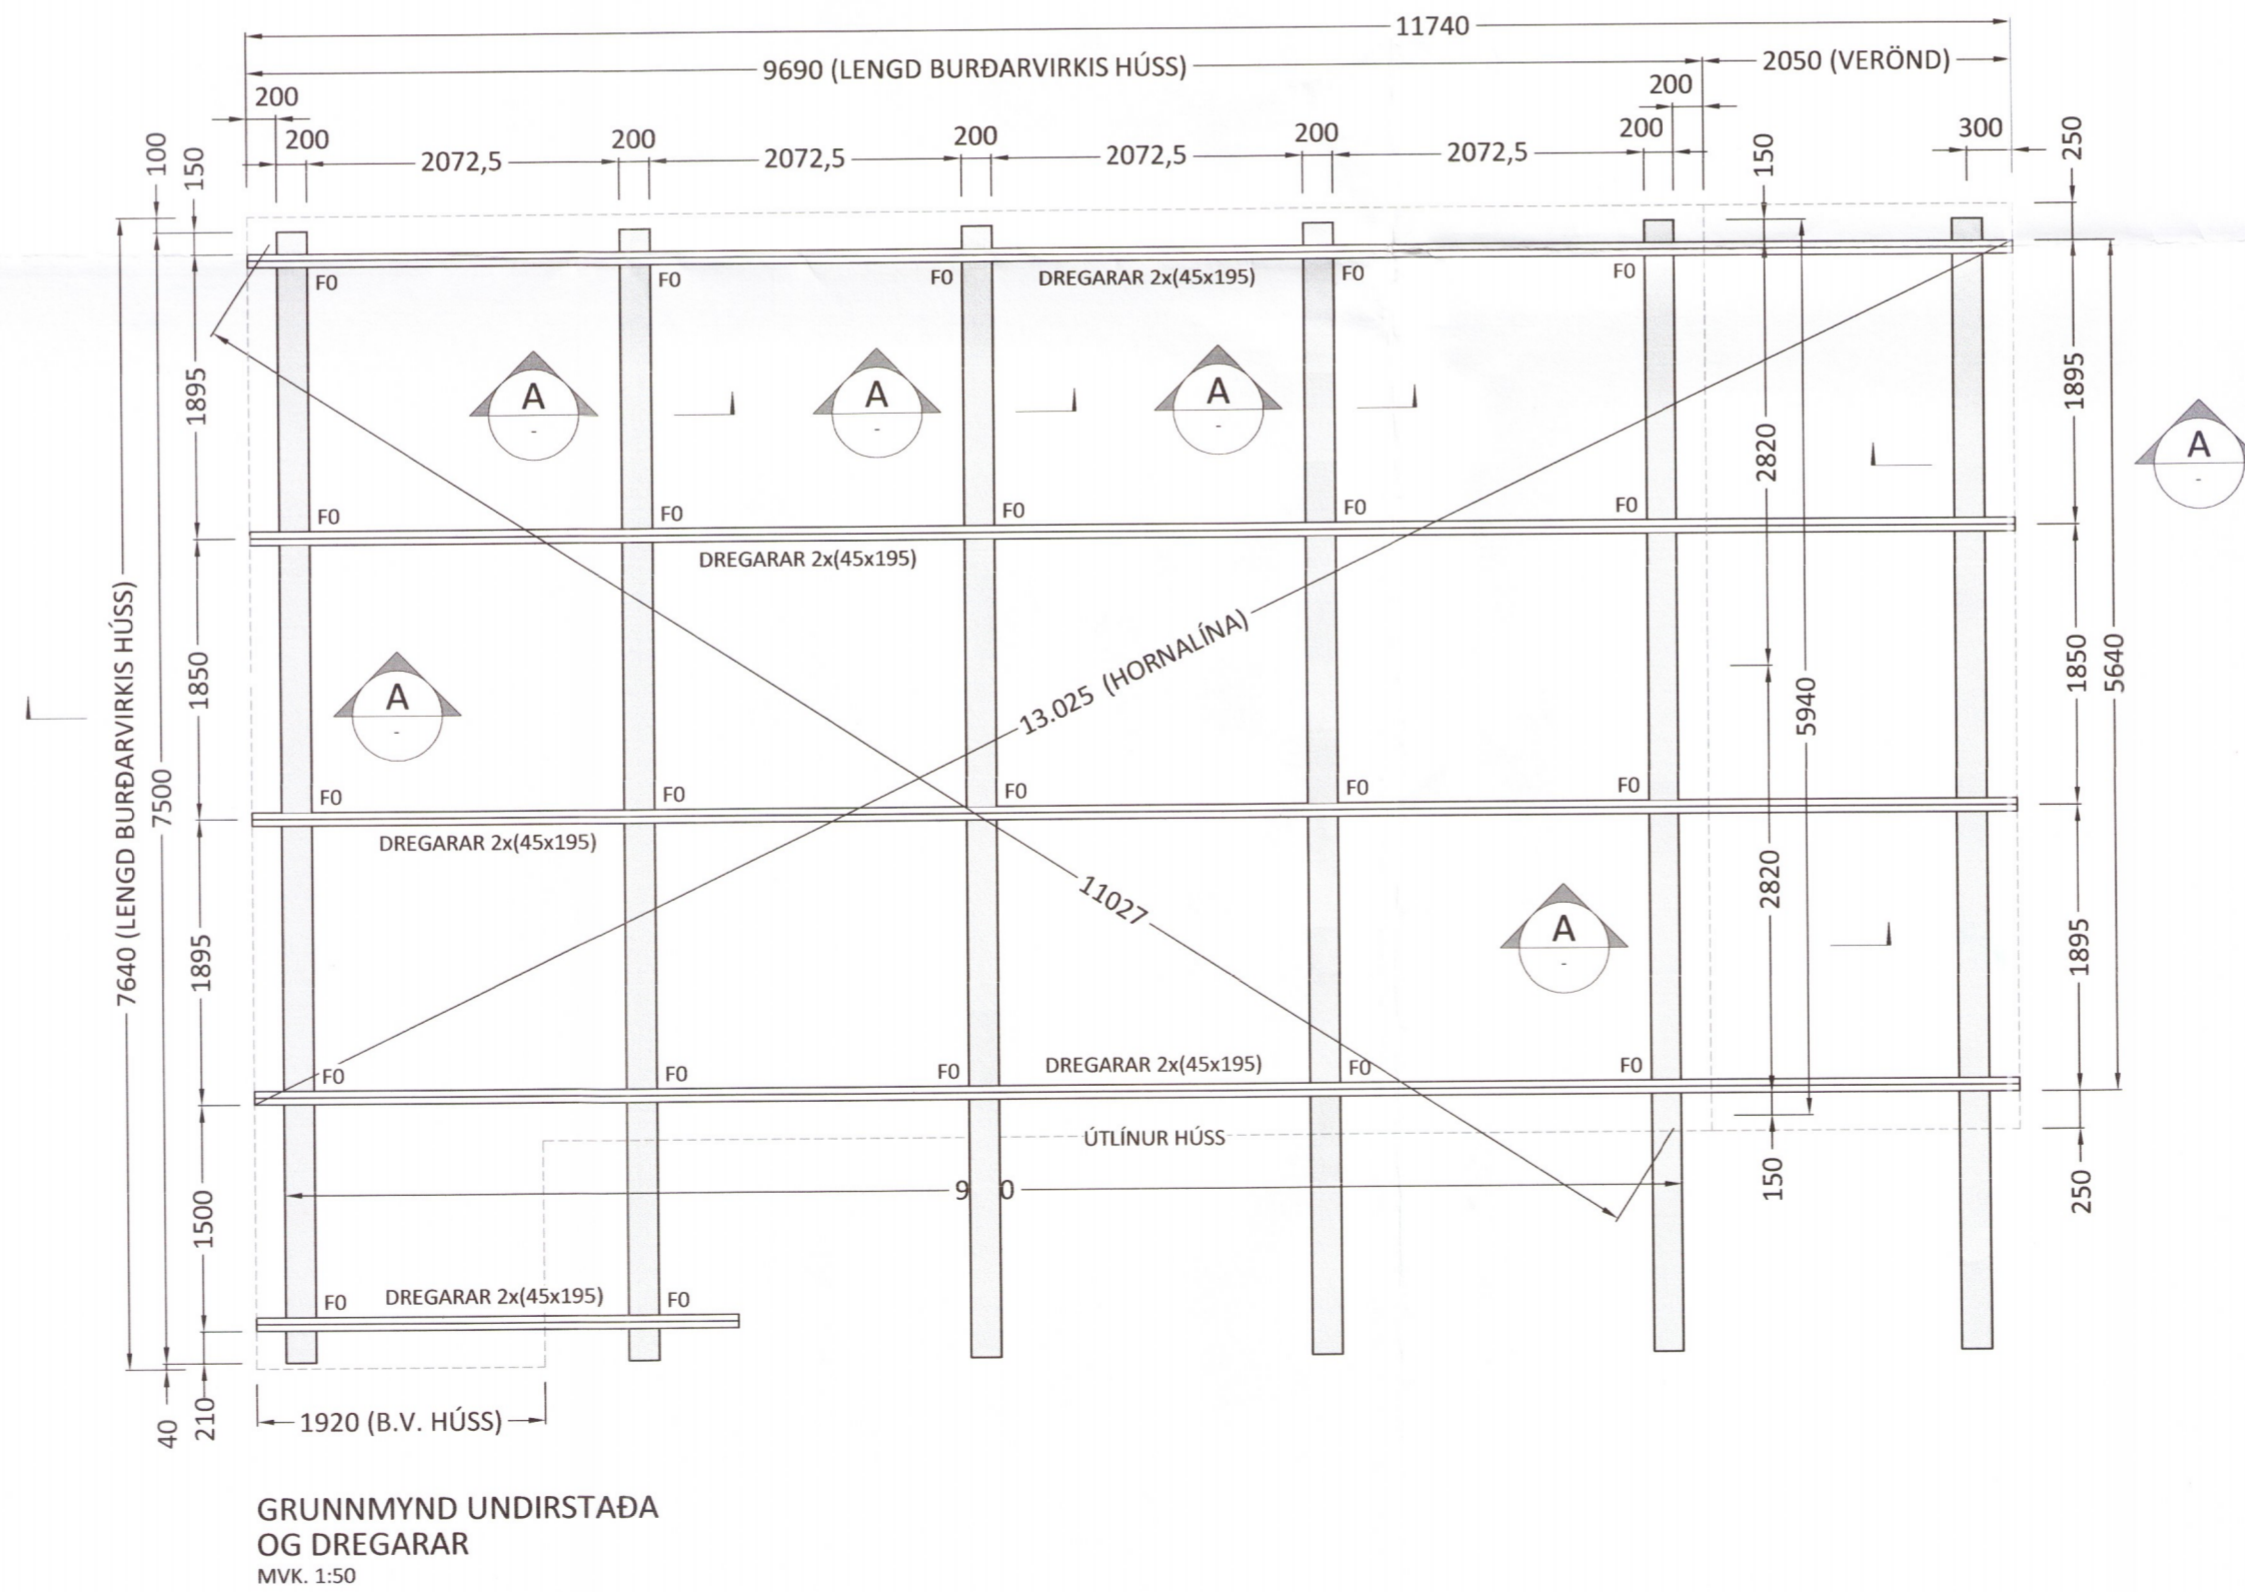 11740
9690 (LENGD BURÐARVIRKIS HÚSS)
2050 (VERÖND)
200
200
200
200
200
200
200
300
2072,5
2072,5
2072,5
2072,5
100
150
150
250
F0
F0
F0
DREGARAR 2x(45x195)
F0
F0
1895
A
-
A
-
A
-
2820
1895
A
-
F0
F0
F0
F0
F0
DREGARAR 2x(45x195)
7640 (LENGD BURÐARVIRKIS HÚSS)
7500
1850
A
-
13.025 (HORNALÍNA)
5940
1850
5640
F0
F0
F0
F0
F0
DREGARAR 2x(45x195)
1895
11027
A
-
2820
1895
F0
F0
F0
DREGARAR 2x(45x195)
F0
F0
ÚTLÍNUR HÚSS
1500
9 0
150
250
F0
DREGARAR 2x(45x195)
F0
40
210
1920 (B.V. HÚSS)
GRUNNMYND UNDIRSTAÐA
OG DREGARAR
MVK. 1:50